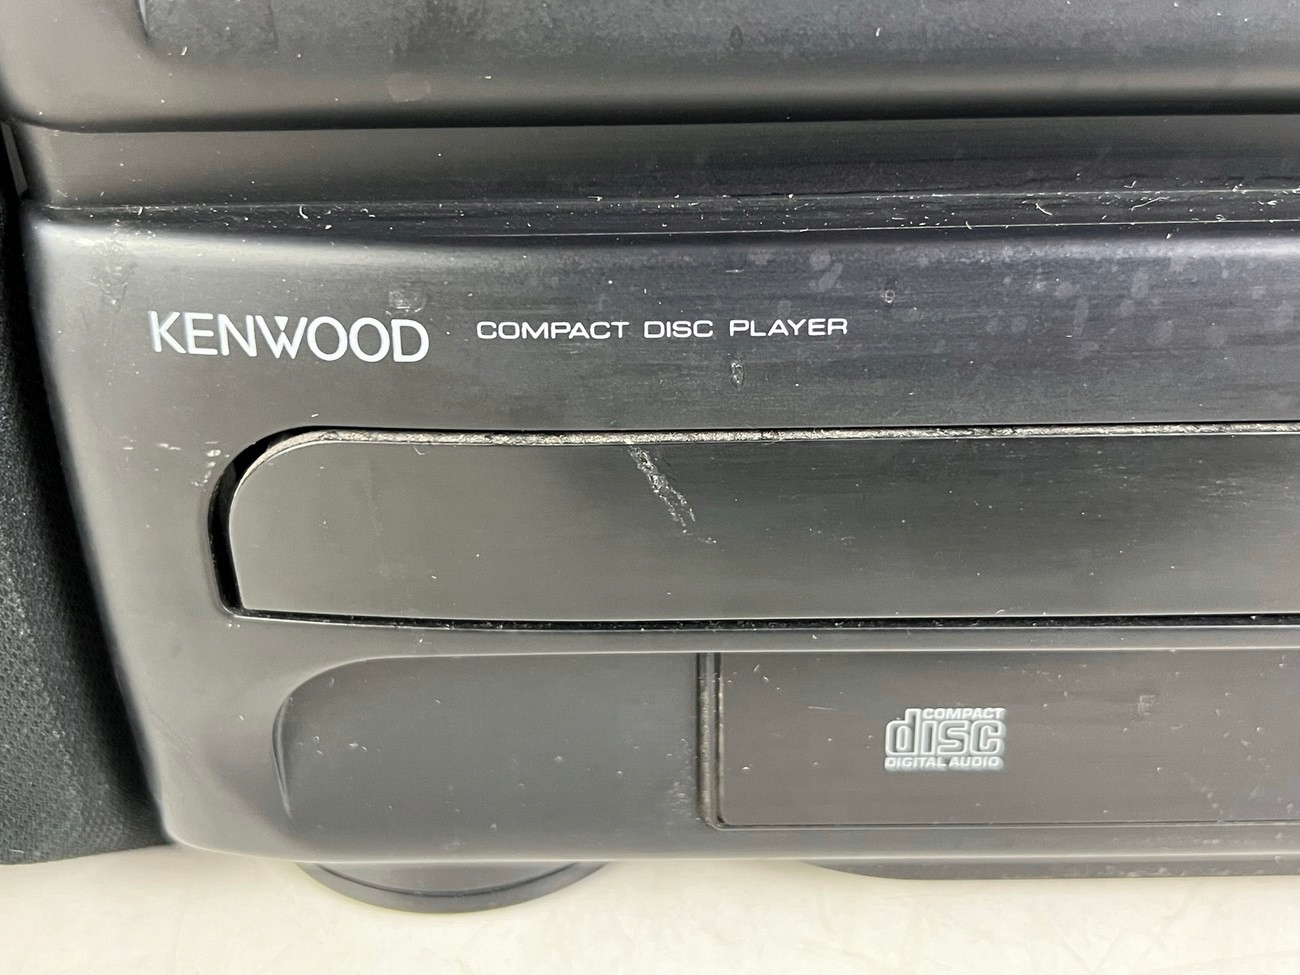 KENWOOD COMPACT DISC PLAYER
COMPACT
disc
DIGITAL AUDIO